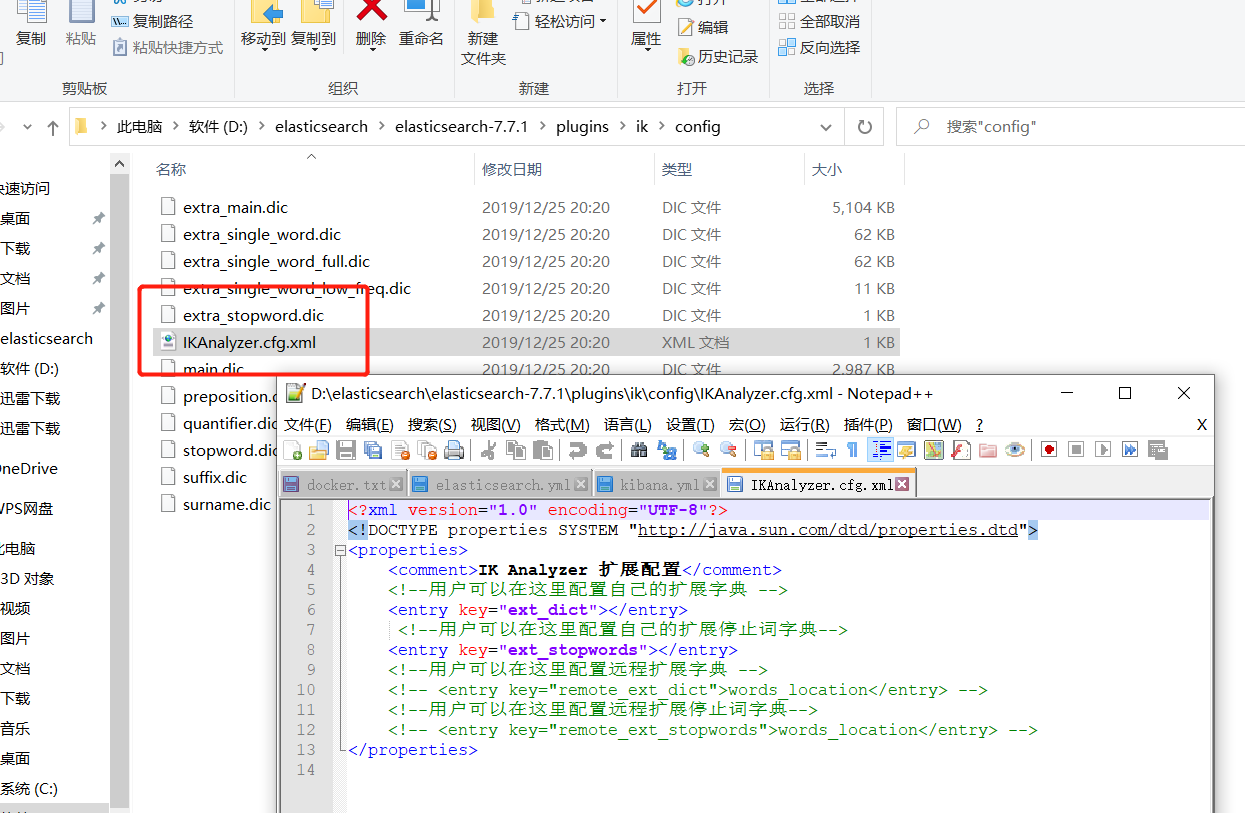 剪切
打开
全部选择
复制
粘贴
复制路径
粘贴快捷方式
移动到
复制到
删除
重命名
新建
文件夹
轻松访问
属性
编辑
历史记录
全部取消
反向选择
剪贴板
组织
新建
打开
选择
此电脑 > 软件 (D:) > elasticsearch > elasticsearch-7.7.1 > plugins > ik > config
搜索"config"
名称 修改日期 类型 大小
快速访问
桌面
下载
文档
图片
elasticsearch
软件 (D:)
迅雷下载
迅雷下载
OneDrive
WPS网盘
此电脑
3D 对象
视频
图片
文档
下载
音乐
桌面
系统 (C:)
extra_main.dic 2019/12/25 20:20 DIC 文件 5,104 KB
extra_single_word.dic 2019/12/25 20:20 DIC 文件 62 KB
extra_single_word_full.dic 2019/12/25 20:20 DIC 文件 62 KB
extra_single_word_low_freq.dic 2019/12/25 20:20 DIC 文件 11 KB
extra_stopword.dic 2019/12/25 20:20 DIC 文件 1 KB
IKAnalyzer.cfg.xml 2019/12/25 20:20 XML 文档 1 KB
main.dic 2019/12/25 20:20 DIC 文件 2,987 KB
preposition.d
quantifier.dic
stopword.dic
suffix.dic
surname.dic
D:\elasticsearch\elasticsearch-7.7.1\plugins\ik\config\IKAnalyzer.cfg.xml - Notepad++
文件(F) 编辑(E) 搜索(S) 视图(V) 格式(M) 语言(L) 设置(T) 宏(O) 运行(R) 插件(P) 窗口(W) ? X
docker.txt elasticsearch.yml kibana.yml IKAnalyzer.cfg.xml
1 <?xml version="1.0" encoding="UTF-8"?>
2 <!DOCTYPE properties SYSTEM "http://java.sun.com/dtd/properties.dtd">
3 <properties>
4 <comment>IK Analyzer 扩展配置</comment>
5 <!--用户可以在这里配置自己的扩展字典 -->
6 <entry key="ext_dict"></entry>
7 <!--用户可以在这里配置自己的扩展停止词字典-->
8 <entry key="ext_stopwords"></entry>
9 <!--用户可以在这里配置远程扩展字典 -->
10 <!-- <entry key="remote_ext_dict">words_location</entry> -->
11 <!--用户可以在这里配置远程扩展停止词字典-->
12 <!-- <entry key="remote_ext_stopwords">words_location</entry> -->
13 </properties>
14